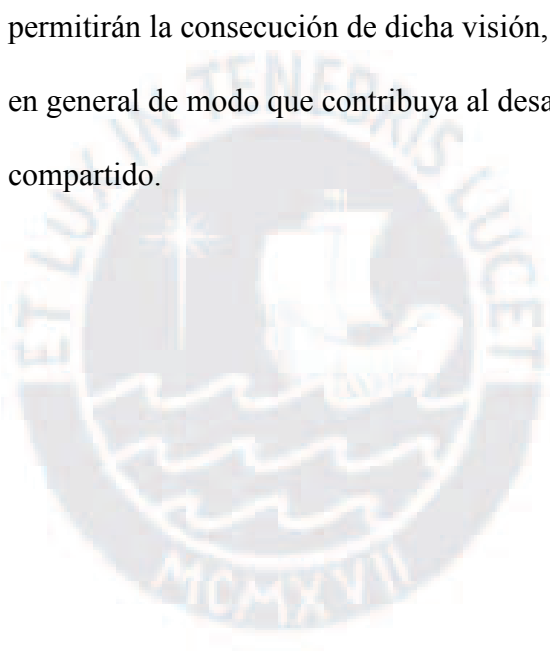 permitirán la consecución de dicha visión,
en general de modo que contribuya al desa
compartido.
ET LUX IN TENEBRIS LUCET
MCMXVII